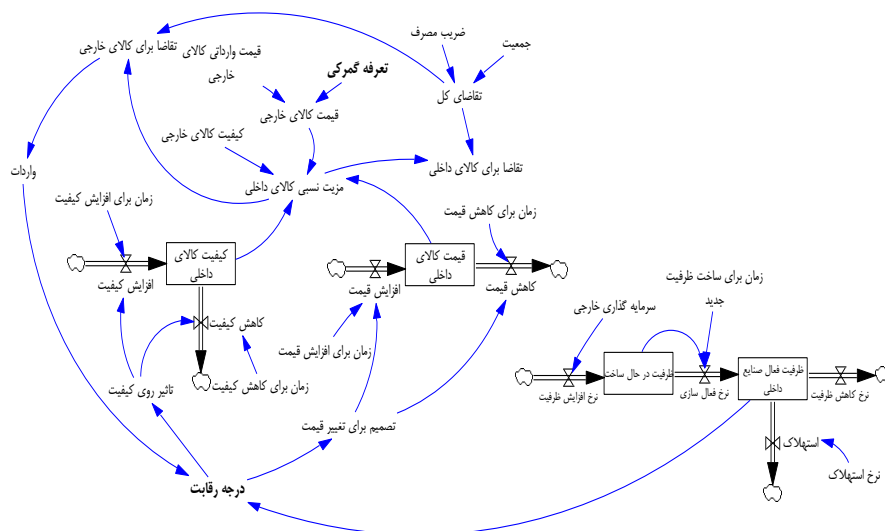 ضریب مصرف
جمعیت
تقاضا برای کالای خارجی
قیمت وارداتی کالای
خارجی
تعرفه گمرکی
تقاضای کل
قیمت کالای خارجی
کیفیت کالای خارجی
تقاضا برای کالای داخلی
واردات
مزیت نسبی کالای داخلی
زمان برای افزایش کیفیت
زمان برای کاهش قیمت
کیفیت کالای
داخلی
قیمت کالای
داخلی
افزایش کیفیت
افزایش قیمت
کاهش قیمت
زمان برای ساخت ظرفیت
جدید
سرمایه گذاری خارجی
کاهش کیفیت
زمان برای افزایش قیمت
ظرفیت در حال ساخت
ظرفیت فعال صنایع
داخلی
تاثیر روی کیفیت
زمان برای کاهش کیفیت
نرخ افزایش ظرفیت
نرخ فعال سازی
نرخ کاهش ظرفیت
تصمیم برای تغییر قیمت
استهلاک
نرخ استهلاک
درجه رقابت